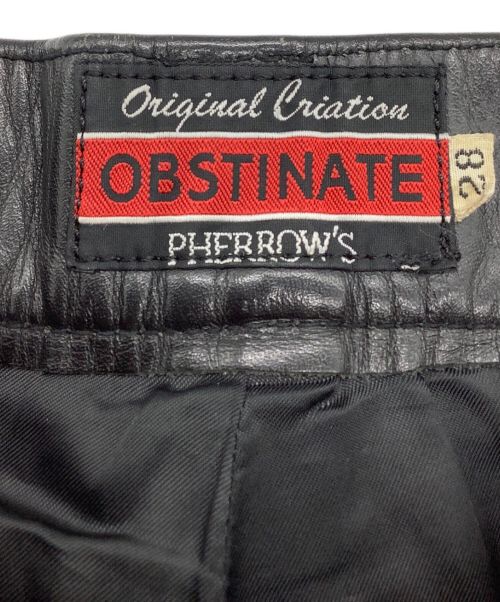 Original Criation
OBSTINATE
PHERROW'S
28